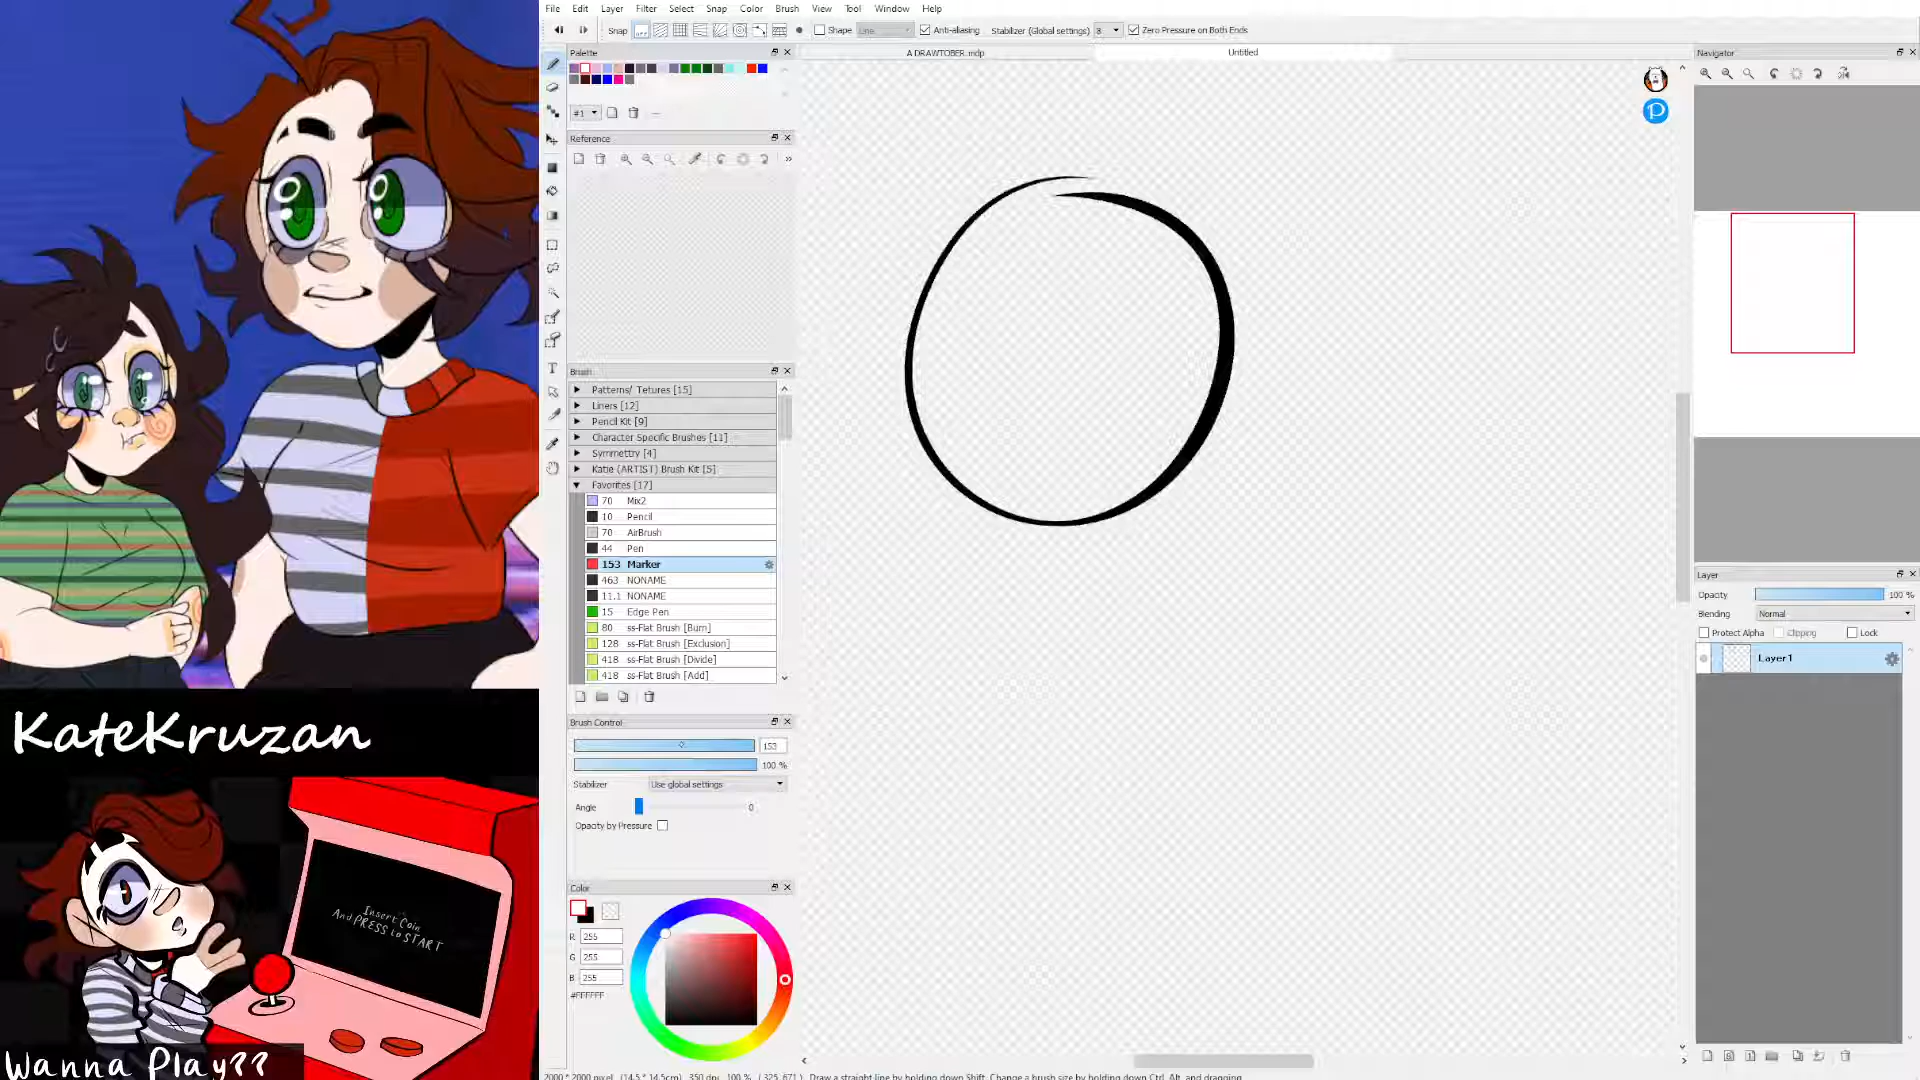 File Edit Layer Filter Select Snap Color Brush View Tool Window Help
Snap Shape Line Anti-aliasing Stabilizer (Global settings) 8 Zero Pressure on Both Ends
Palette
A DRAWTOBER.mdp
Untitled
Navigator
#1
Reference
Brush
Patterns/ Tetures [15]
Liners [12]
Pencil Kit [9]
Character Specific Brushes [11]
Symmettry [4]
Katie (ARTIST) Brush Kit [5]
Favorites [17]
70 Mix2
10 Pencil
70 AirBrush
44 Pen
153 Marker
463 NONAME
11.1 NONAME
15 Edge Pen
80 ss-Flat Brush [Burn]
128 ss-Flat Brush [Exclusion]
418 ss-Flat Brush [Divide]
418 ss-Flat Brush [Add]
Brush Control
153
100 %
Stabilizer Use global settings
Angle 0
Opacity by Pressure
Color
R 255
G 255
B 255
#FFFFFF
Layer
Opacity 100 %
Blending Normal
Protect Alpha Clipping Lock
Layer1
KateKruzan
Insert Coin
And PRESS to START
Wanna Play??
2000 * 2000 pixel (14.5 * 14.5cm) 350 dpi 100 % ( 325, 671 ) Draw a straight line by holding down Shift, Change a brush size by holding down Ctrl, Alt, and dragging